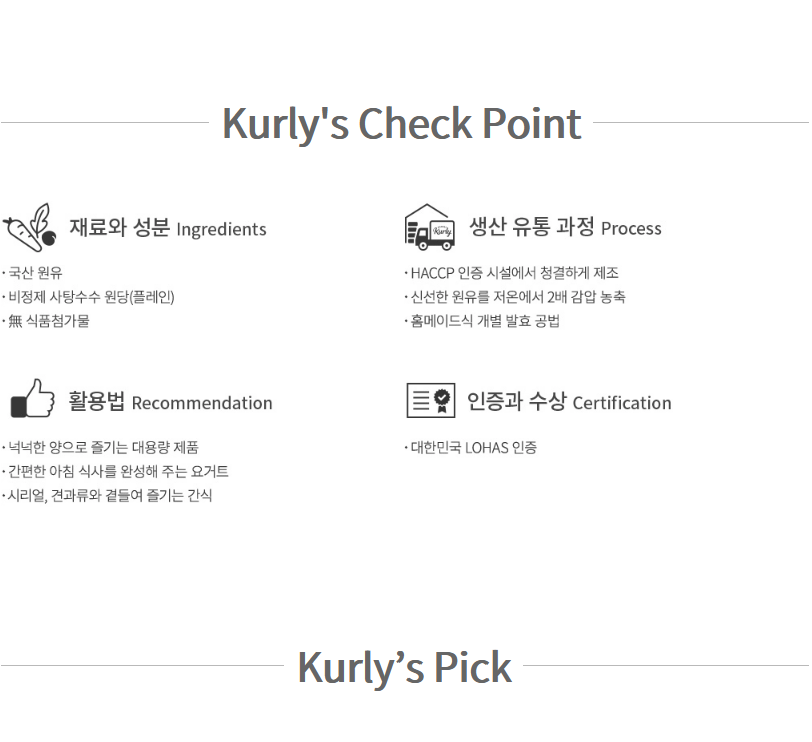 Kurly's Check Point
재료와 성분 Ingredients
· 국산 원유
· 비정제 사탕수수 원당(플레인)
· 無 식품첨가물
Kurly
생산 유통 과정 Process
· HACCP 인증 시설에서 청결하게 제조
· 신선한 원유를 저온에서 2배 감압 농축
· 홈메이드식 개별 발효 공법
활용법 Recommendation
· 넉넉한 양으로 즐기는 대용량 제품
· 간편한 아침 식사를 완성해 주는 요거트
· 시리얼, 견과류와 곁들여 즐기는 간식
인증과 수상 Certification
· 대한민국 LOHAS 인증
Kurly’s Pick